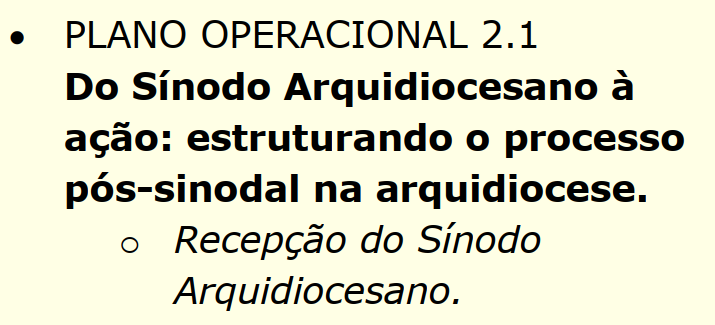 • PLANO OPERACIONAL 2.1
Do Sínodo Arquidiocesano à
ação: estruturando o processo
pós-sinodal na arquidiocese.
o Recepção do Sínodo
Arquidiocesano.